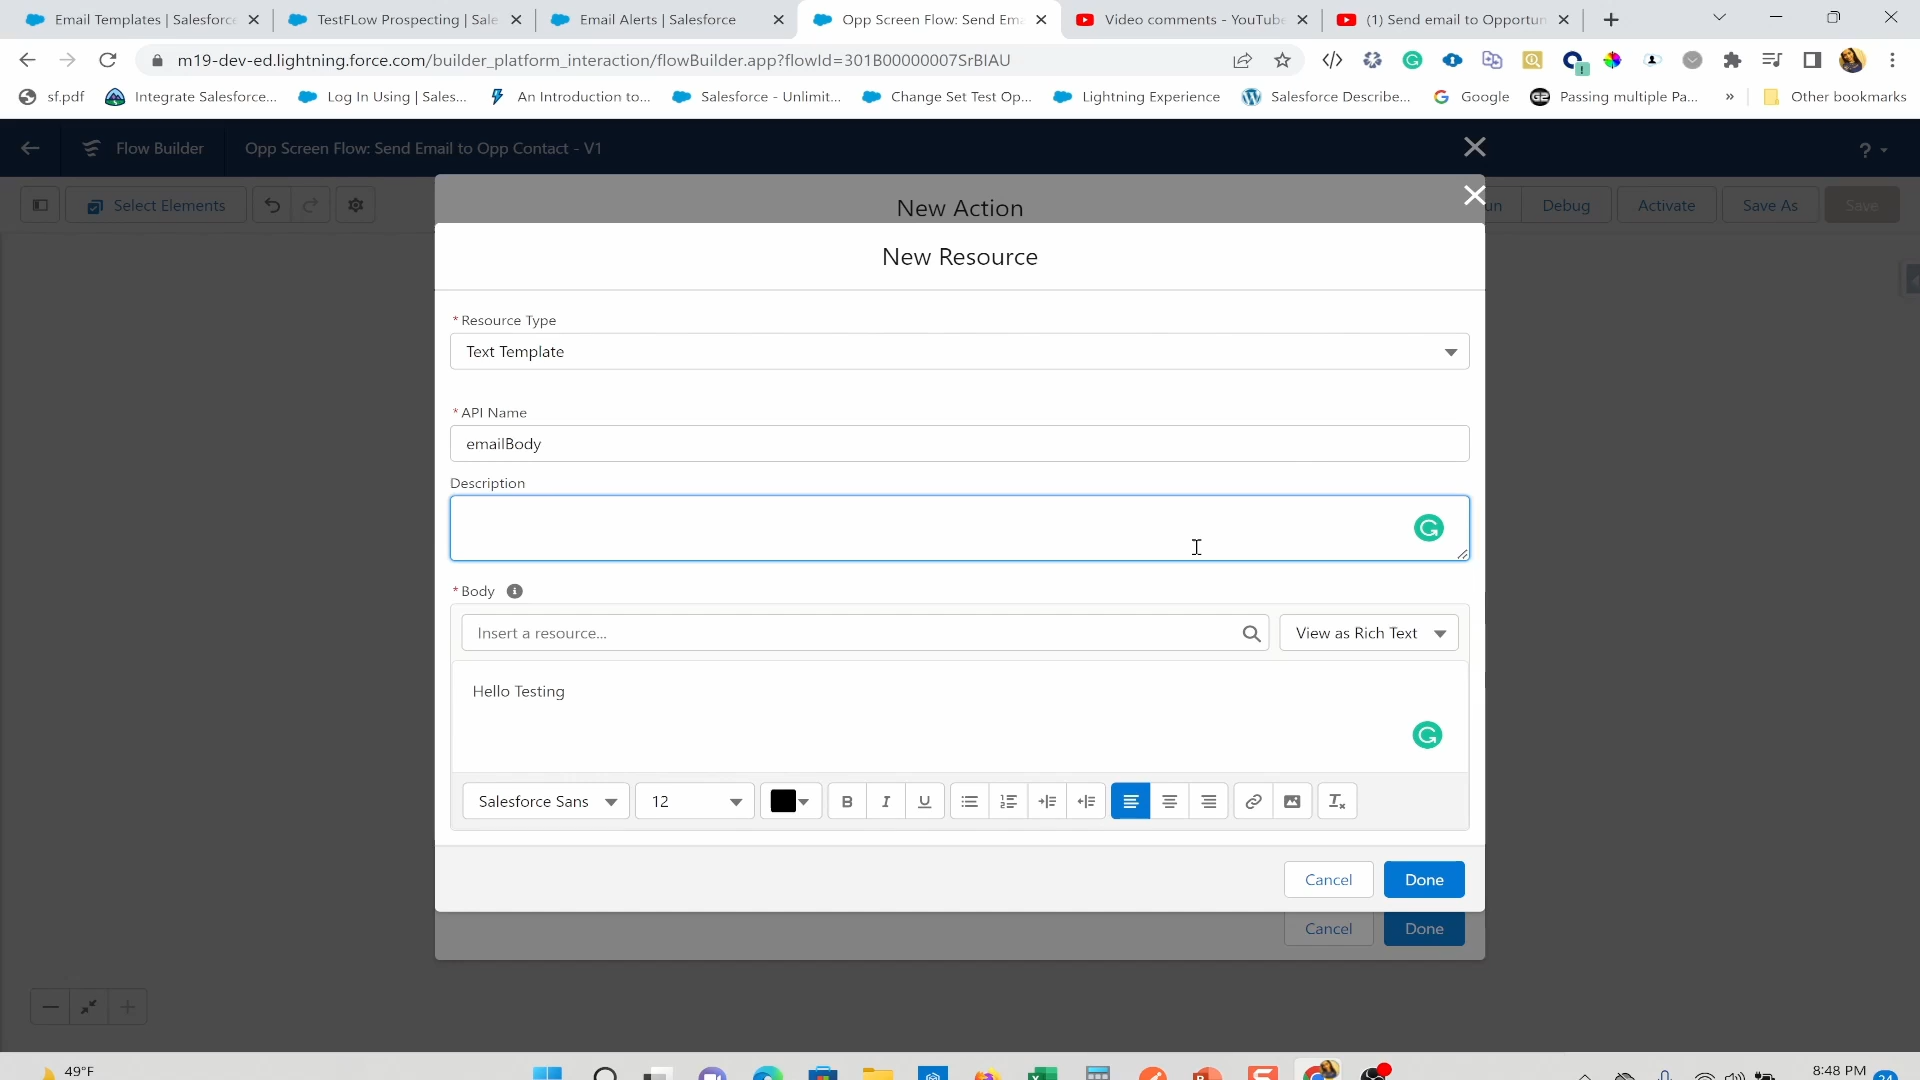 Email Templates | Salesforce
TestFLow Prospecting | Sale
Email Alerts | Salesforce
Opp Screen Flow: Send Ema
Video comments - YouTube
(1) Send email to Opportun
m19-dev-ed.lightning.force.com/builder_platform_interaction/flowBuilder.app?flowId=301B00000007SrBIAU
sf.pdf
Integrate Salesforce...
Log In Using | Sales...
An Introduction to...
Salesforce - Unlimit...
Change Set Test Op...
Lightning Experience
Salesforce Describe...
Google
Passing multiple Pa...
»
Other bookmarks
Flow Builder
Opp Screen Flow: Send Email to Opp Contact - V1
?
Select Elements
un
Debug
Activate
Save As
Save
New Action
New Resource
* Resource Type
Text Template
* API Name
emailBody
Description
* Body
Insert a resource...
View as Rich Text
Hello Testing
Salesforce Sans
12
B
I
U
Cancel
Done
Cancel
Done
49°F
8:48 PM
24